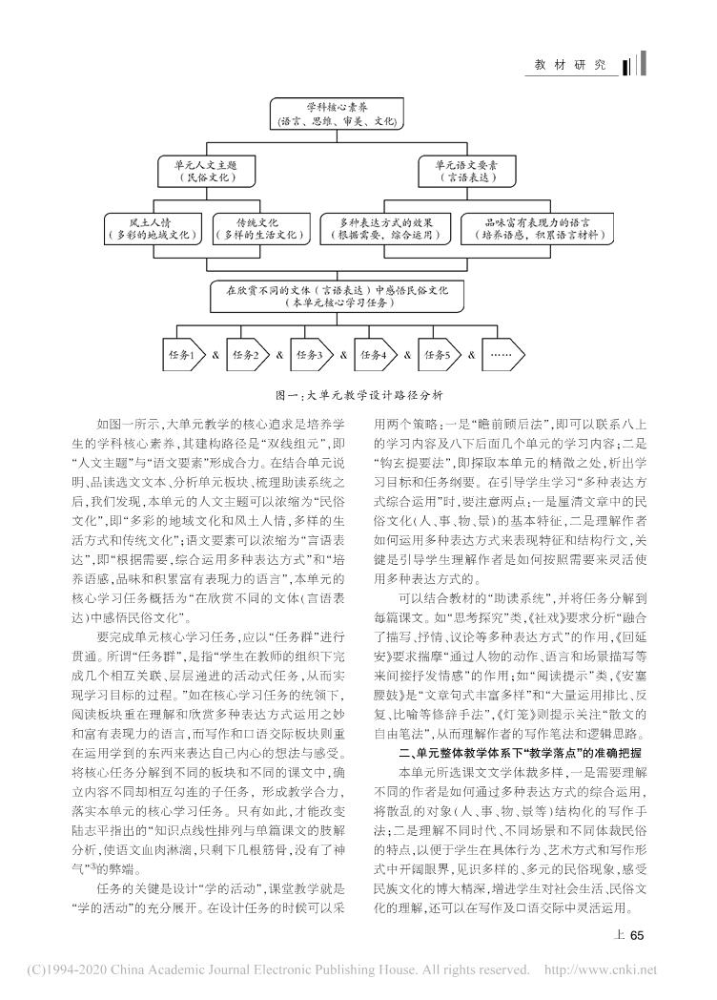 教材研究
学科核心素养
(语言、思维、审美、文化)
单元人文主题
(民俗文化)
单元语文要素
(言语表达)
风土人情
(多彩的地域文化)
传统文化
(多样的生活文化)
多种表达方式的效果
(根据需要,综合运用)
品味富有表现力的语言
(培养语感,积累语言材料)
在欣赏不同的文体(言语表达)中感悟民俗文化
(本单元核心学习任务)
任务1 & 任务2 & 任务3 & 任务4 & 任务5 & ……
图一:大单元教学设计路径分析
如图一所示,大单元教学的核心追求是培养学
生的学科核心素养,其建构路径是“双线组元”,即
“人文主题”与“语文要素”形成合力。在结合单元说
明、品读选文文本、分析单元板块、梳理助读系统之
后,我们发现,本单元的人文主题可以浓缩为“民俗
文化”,即“多彩的地域文化和风土人情,多样的生
活方式和传统文化”;语文要素可以浓缩为“言语表
达”,即“根据需要,综合运用多种表达方式”和“培
养语感,品味和积累富有表现力的语言”,本单元的
核心学习任务概括为“在欣赏不同的文体(言语表
达)中感悟民俗文化”。
要完成单元核心学习任务,应以“任务群”进行
贯通。所谓“任务群”,是指“学生在教师的组织下完
成几个相互关联、层层递进的活动式任务,从而实
现学习目标的过程。”如在核心学习任务的统领下,
阅读板块重在理解和欣赏多种表达方式运用之妙
和富有表现力的语言,而写作和口语交际板块则重
在运用学到的东西来表达自己内心的想法与感受。
将核心任务分解到不同的板块和不同的课文中,确
立内容不同却相互勾连的子任务,形成教学合力,
落实本单元的核心学习任务。只有如此,才能改变
陆志平指出的“知识点线性排列与单篇课文的肢解
分析,使语文血肉淋漓,只剩下几根筋骨,没有了神
气”③的弊端。
任务的关键是设计“学的活动”,课堂教学就是
“学的活动”的充分展开。在设计任务的时候可以采
用两个策略:一是“瞻前顾后法”,即可以联系八上
的学习内容及八下后面几个单元的学习内容;二是
“钩玄提要法”,即探取本单元的精微之处,析出学
习目标和任务纲要。在引导学生学习“多种表达方
式综合运用”时,要注意两点:一是厘清文章中的民
俗文化(人、事、物、景)的基本特征,二是理解作者
如何运用多种表达方式来表现特征和结构行文,关
键是引导学生理解作者是如何按照需要来灵活使
用多种表达方式的。
可以结合教材的“助读系统”,并将任务分解到
每篇课文。如“思考探究”类,《社戏》要求分析“融合
了描写、抒情、议论等多种表达方式”的作用,《回延
安》要求揣摩“通过人物的动作、语言和场景描写等
来间接抒发情感”的作用;如“阅读提示”类,《安塞
腰鼓》是“文章句式丰富多样”和“大量运用排比、反
复、比喻等修辞手法”,《灯笼》则提示关注“散文的
自由笔法”,从而理解作者的写作笔法和逻辑思路。
二、单元整体教学体系下“教学落点”的准确把握
本单元所选课文文学体裁多样,一是需要理解
不同的作者是如何通过多种表达方式的综合运用,
将散乱的对象(人、事、物、景等)结构化的写作手
法;二是理解不同时代、不同场景和不同体裁民俗
的特点,以便于学生在具体行为、艺术方式和写作形
式中开阔眼界,见识多样的、多元的民俗现象,感受
民族文化的博大精深,增进学生对社会生活、民俗文
化的理解,还可以在写作及口语交际中灵活运用。
上 65
(C)1994-2020 China Academic Journal Electronic Publishing House. All rights reserved. http://www.cnki.net